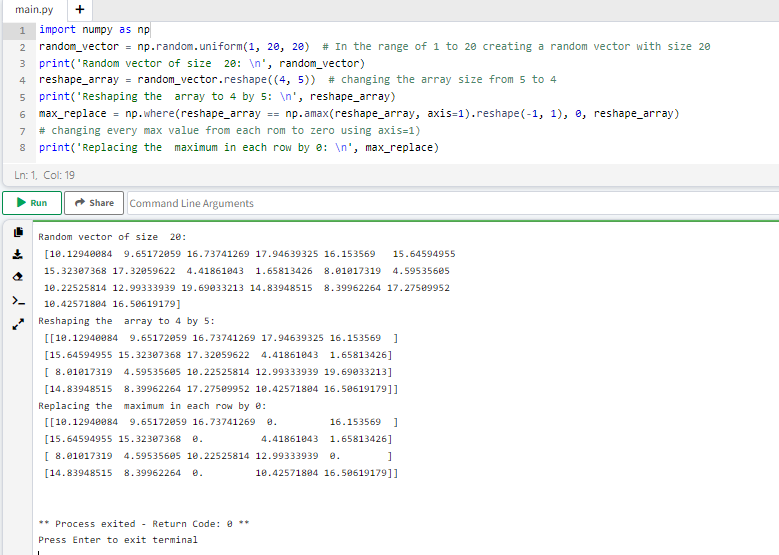 main.py +
1 import numpy as np
2 random_vector = np.random.uniform(1, 20, 20)  # In the range of 1 to 20 creating a random vector with size 20
3 print('Random vector of size  20: \n', random_vector)
4 reshape_array = random_vector.reshape((4, 5))  # changing the array size from 5 to 4
5 print('Reshaping the  array to 4 by 5: \n', reshape_array)
6 max_replace = np.where(reshape_array == np.amax(reshape_array, axis=1).reshape(-1, 1), 0, reshape_array)
7 # changing every max value from each rom to zero using axis=1)
8 print('Replacing the  maximum in each row by 0: \n', max_replace)
Ln: 1, Col: 19
Run Share Command Line Arguments
Random vector of size  20:
[10.12940084  9.65172059 16.73741269 17.94639325 16.153569   15.64594955
15.32307368 17.32059622  4.41861043  1.65813426  8.01017319  4.59535605
10.22525814 12.99333939 19.69033213 14.83948515  8.39962264 17.27509952
10.42571804 16.50619179]
Reshaping the  array to 4 by 5:
[[10.12940084  9.65172059 16.73741269 17.94639325 16.153569  ]
[15.64594955 15.32307368 17.32059622  4.41861043  1.65813426]
[ 8.01017319  4.59535605 10.22525814 12.99333939 19.69033213]
[14.83948515  8.39962264 17.27509952 10.42571804 16.50619179]]
Replacing the  maximum in each row by 0:
[[10.12940084  9.65172059 16.73741269  0.         16.153569  ]
[15.64594955 15.32307368  0.          4.41861043  1.65813426]
[ 8.01017319  4.59535605 10.22525814 12.99333939  0.        ]
[14.83948515  8.39962264  0.         10.42571804 16.50619179]]
** Process exited - Return Code: 0 **
Press Enter to exit terminal